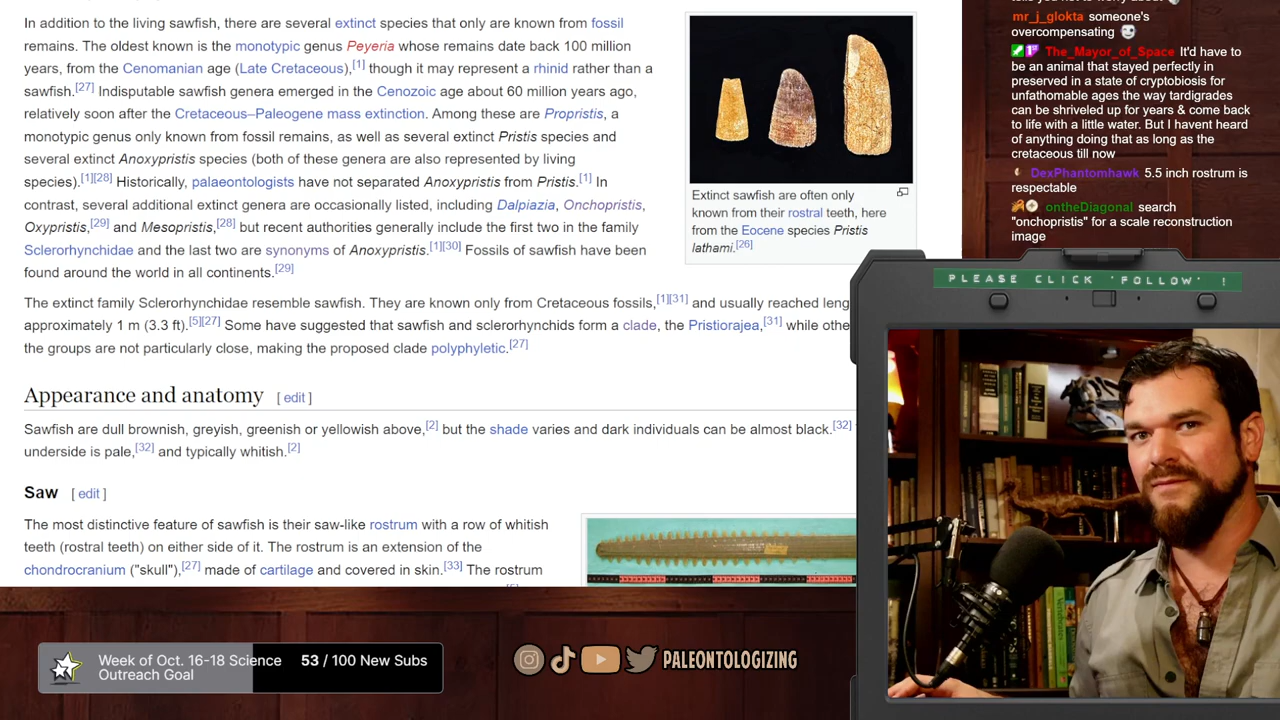 In addition to the living sawfish, there are several extinct species that only are known from fossil
remains. The oldest known is the monotypic genus Peyeria whose remains date back 100 million
years, from the Cenomanian age (Late Cretaceous),[1] though it may represent a rhinid rather than a
sawfish.[27] Indisputable sawfish genera emerged in the Cenozoic age about 60 million years ago,
relatively soon after the Cretaceous–Paleogene mass extinction. Among these are Propristis, a
monotypic genus only known from fossil remains, as well as several extinct Pristis species and
several extinct Anoxypristis species (both of these genera are also represented by living
species).[1][28] Historically, palaeontologists have not separated Anoxypristis from Pristis.[1] In
contrast, several additional extinct genera are occasionally listed, including Dalpiazia, Onchopristis,
Oxypristis,[29] and Mesopristis,[28] but recent authorities generally include the first two in the family
Sclerorhynchidae and the last two are synonyms of Anoxypristis.[1][30] Fossils of sawfish have been
found around the world in all continents.[29]
Extinct sawfish are often only
known from their rostral teeth, here
from the Eocene species Pristis
lathami.[26]
The extinct family Sclerorhynchidae resemble sawfish. They are known only from Cretaceous fossils,[1][31] and usually reached leng
approximately 1 m (3.3 ft).[5][27] Some have suggested that sawfish and sclerorhynchids form a clade, the Pristiorajea,[31] while othe
the groups are not particularly close, making the proposed clade polyphyletic.[27]
Appearance and anatomy [ edit ]
Sawfish are dull brownish, greyish, greenish or yellowish above,[2] but the shade varies and dark individuals can be almost black.[32]
underside is pale,[32] and typically whitish.[2]
Saw [ edit ]
The most distinctive feature of sawfish is their saw-like rostrum with a row of whitish
teeth (rostral teeth) on either side of it. The rostrum is an extension of the
chondrocranium ("skull"),[27] made of cartilage and covered in skin.[33] The rostrum
mr_j_glokta someone's
overcompensating
The_Mayor_of_Space It'd have to
be an animal that stayed perfectly in
preserved in a state of cryptobiosis for
unfathomable ages the way tardigrades
can be shriveled up for years & come back
to life with a little water. But I havent heard
of anything doing that as long as the
cretaceous till now
DexPhantomhawk 5.5 inch rostrum is
respectable
ontheDiagonal search
"onchopristis" for a scale reconstruction
image
PLEASE CLICK 'FOLLOW' !
Week of Oct. 16-18 Science
Outreach Goal
53 / 100 New Subs
PALEONTOLOGIZING